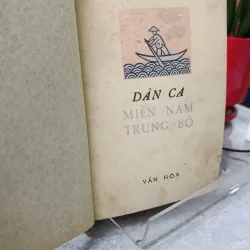 DÂN CA
MIỀN NAM
TRUNG BỘ
VĂN HÓA